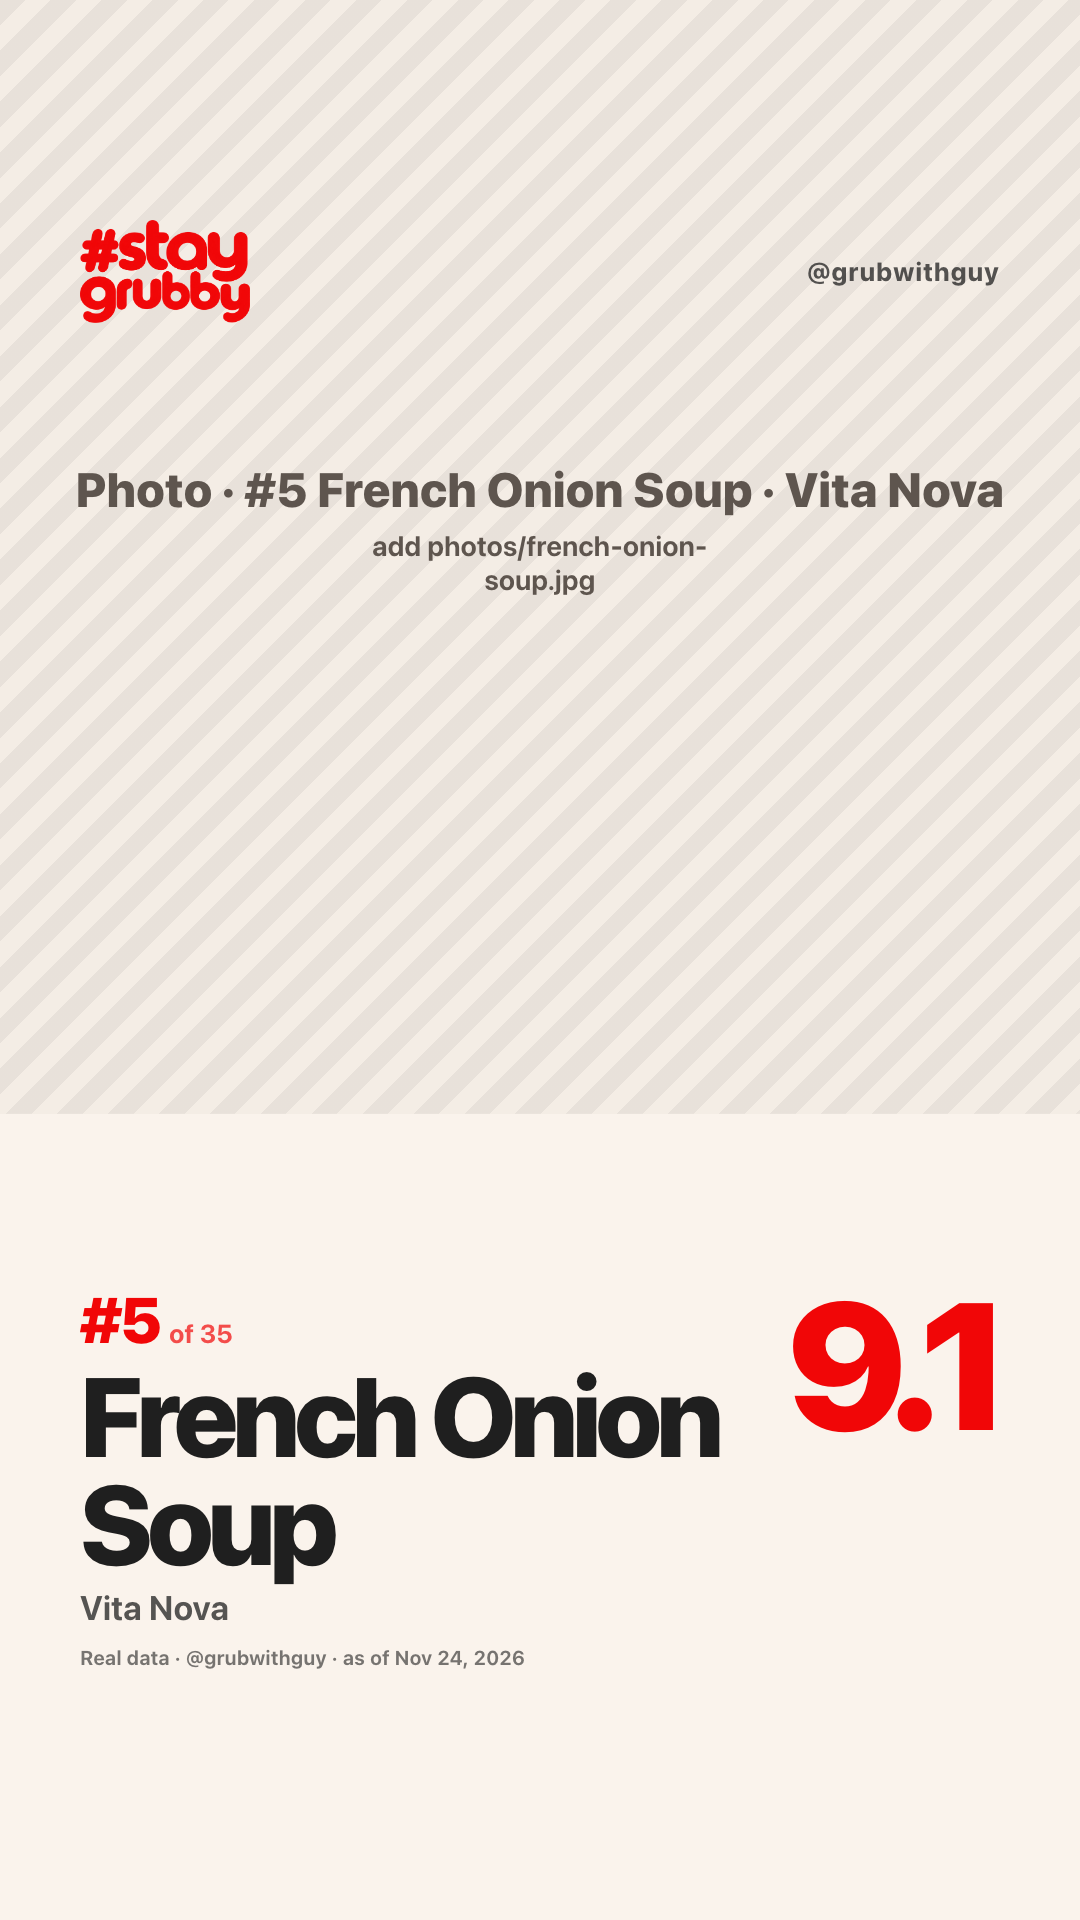 #stay
grubby
@grubwithguy
Photo · #5 French Onion Soup · Vita Nova
add photos/french-onion-
soup.jpg
#5 of 35
9.1
French Onion
Soup
Vita Nova
Real data · @grubwithguy · as of Nov 24, 2026